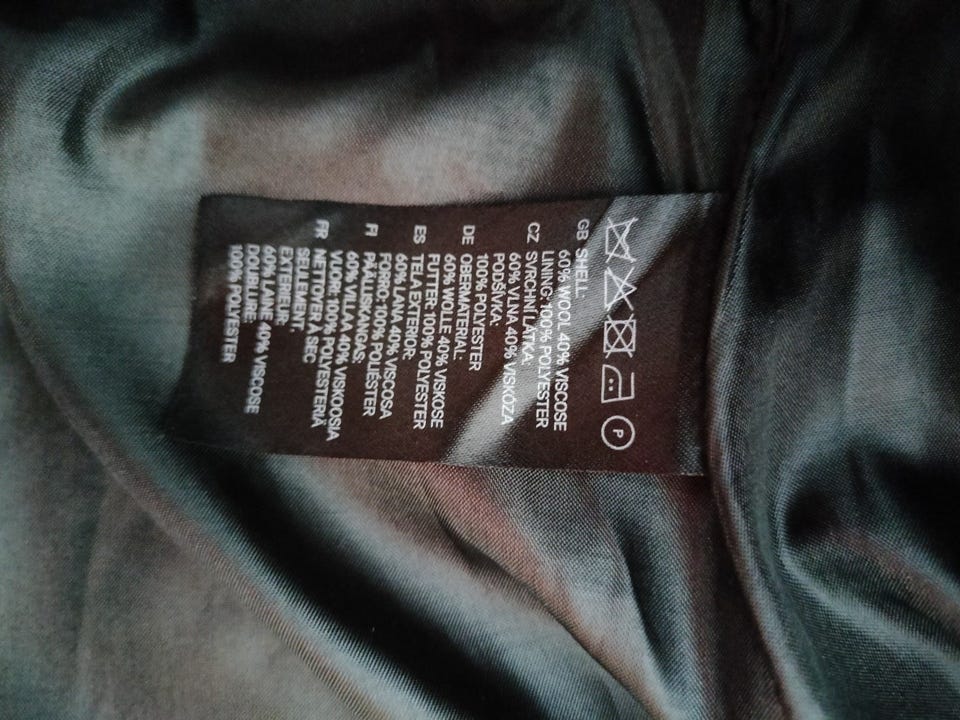 P
GB SHELL:
60% WOOL 40% VISCOSE
LINING: 100% POLYESTER
CZ SVRCHNÍ LÁTKA:
60% VLNA 40% VISKÓZA
PODŠÍVKA:
100% POLYESTER
DE OBERMATERIAL:
60% WOLLE 40% VISKOSE
FUTTER: 100% POLYESTER
ES TELA EXTERIOR:
60% LANA 40% VISCOSA
FORRO: 100% POLIÉSTER
FI PÄÄLLISKANGAS:
60% VILLAA 40% VISKOOSIA
VUORI: 100% POLYESTERIÄ
FR NETTOYER À SEC
SEULEMENT.
EXTERIEUR:
60% LAINE 40% VISCOSE
DOUBLURE:
100% POLYESTER